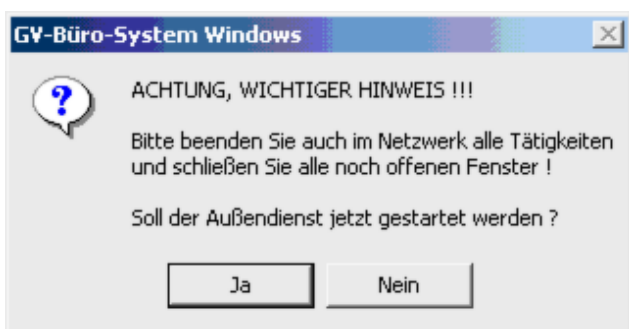 GV-Büro-System Windows
ACHTUNG, WICHTIGER HINWEIS !!!
Bitte beenden Sie auch im Netzwerk alle Tätigkeiten
und schließen Sie alle noch offenen Fenster !
Soll der Außendienst jetzt gestartet werden ?
Ja Nein